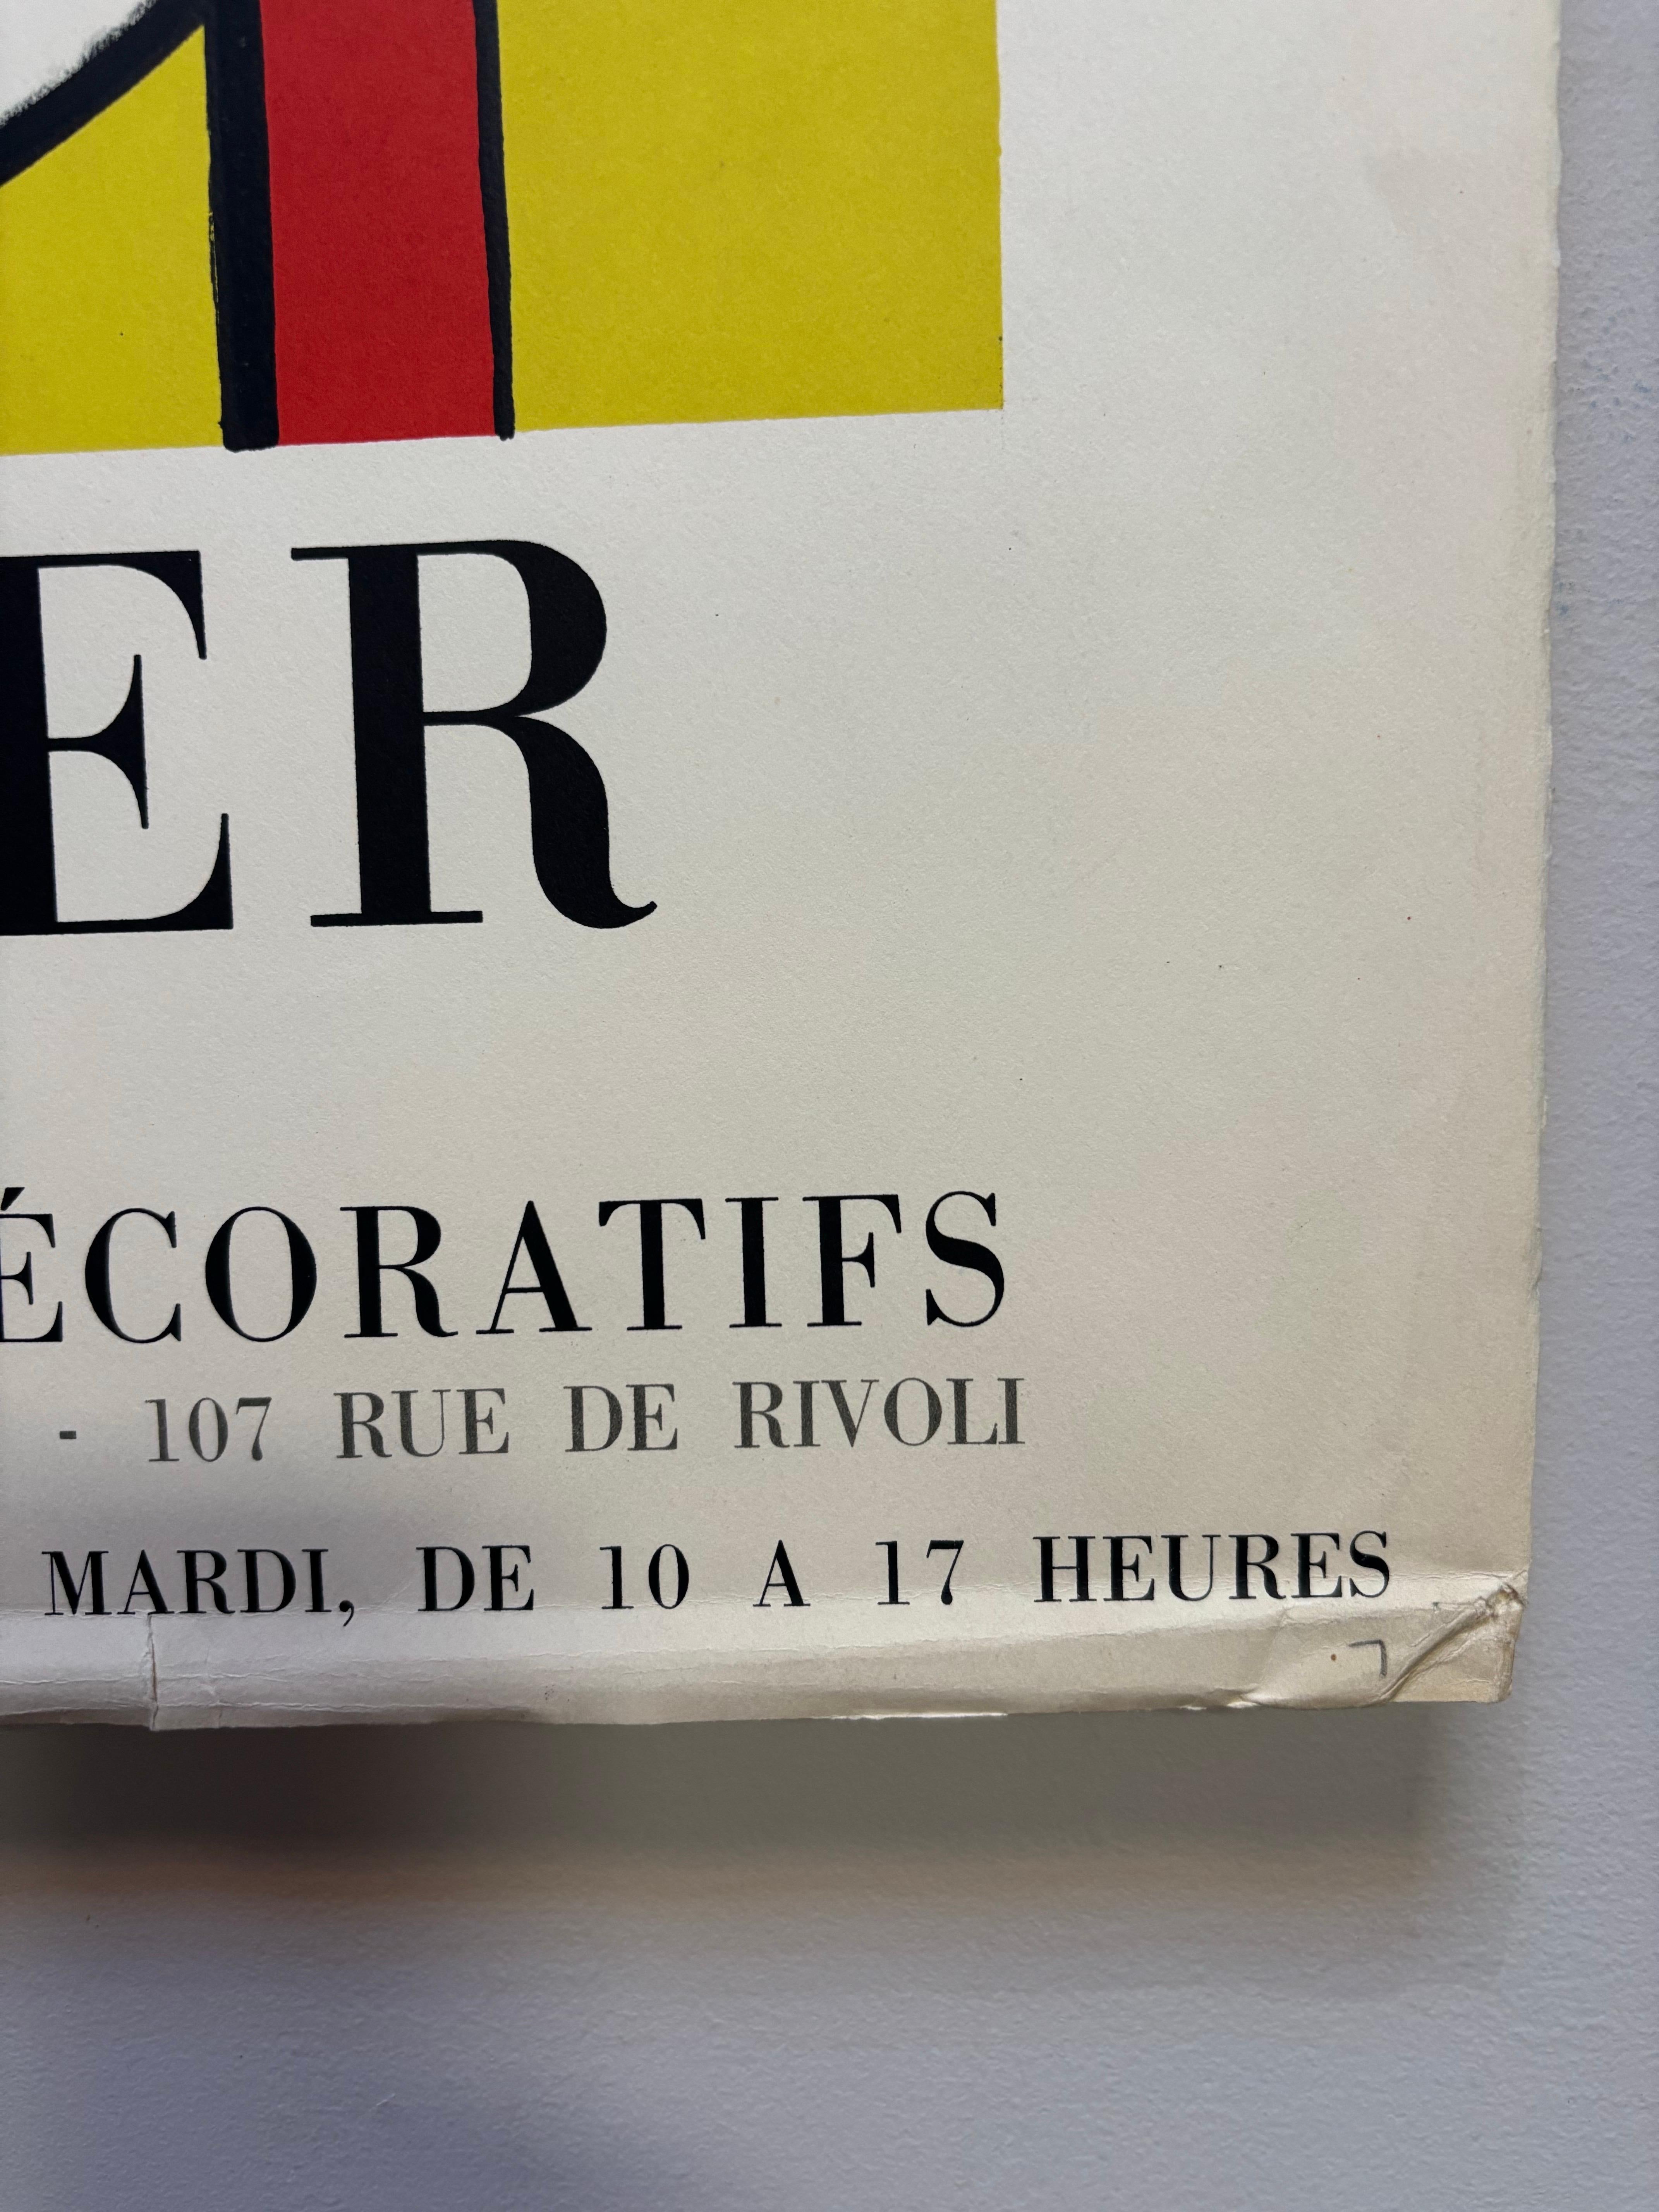 ER
ÉCORATIFS
- 107 RUE DE RIVOLI
MARDI, DE 10 A 17 HEURES